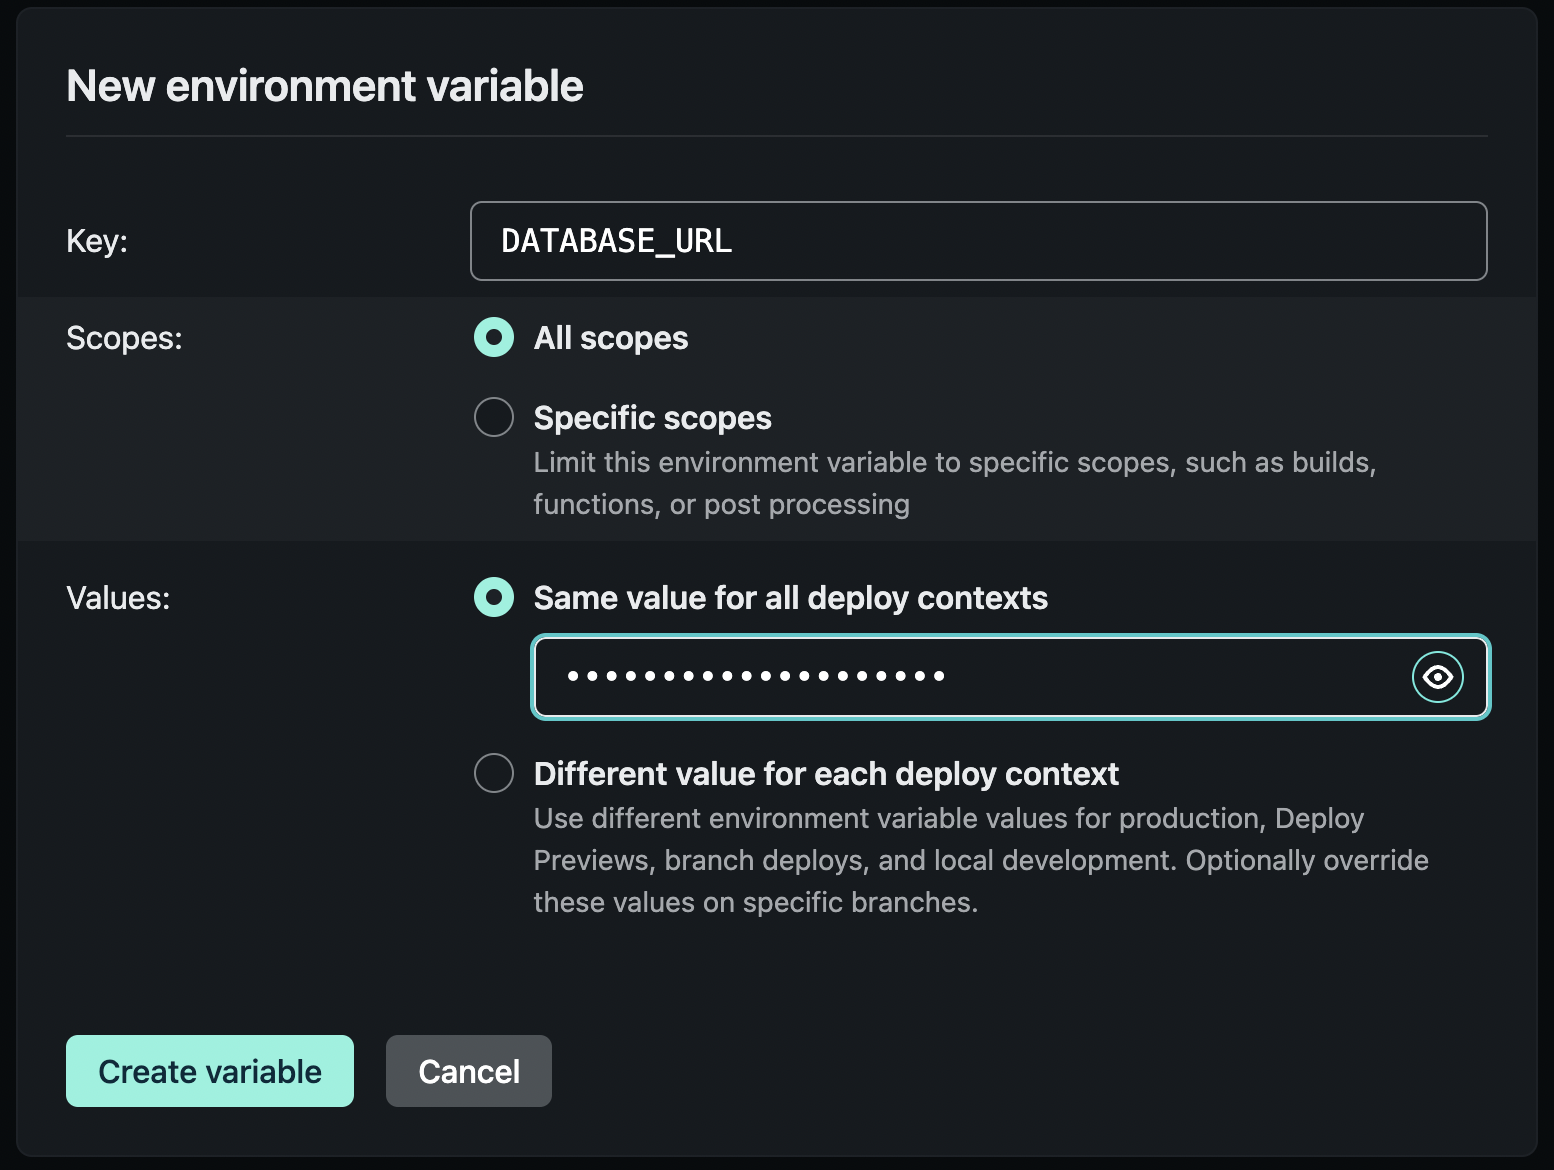 New environment variable
Key:
DATABASE_URL
Scopes:
All scopes
Specific scopes
Limit this environment variable to specific scopes, such as builds,
functions, or post processing
Values:
Same value for all deploy contexts
••••••••••••••••••••
Different value for each deploy context
Use different environment variable values for production, Deploy
Previews, branch deploys, and local development. Optionally override
these values on specific branches.
Create variable
Cancel